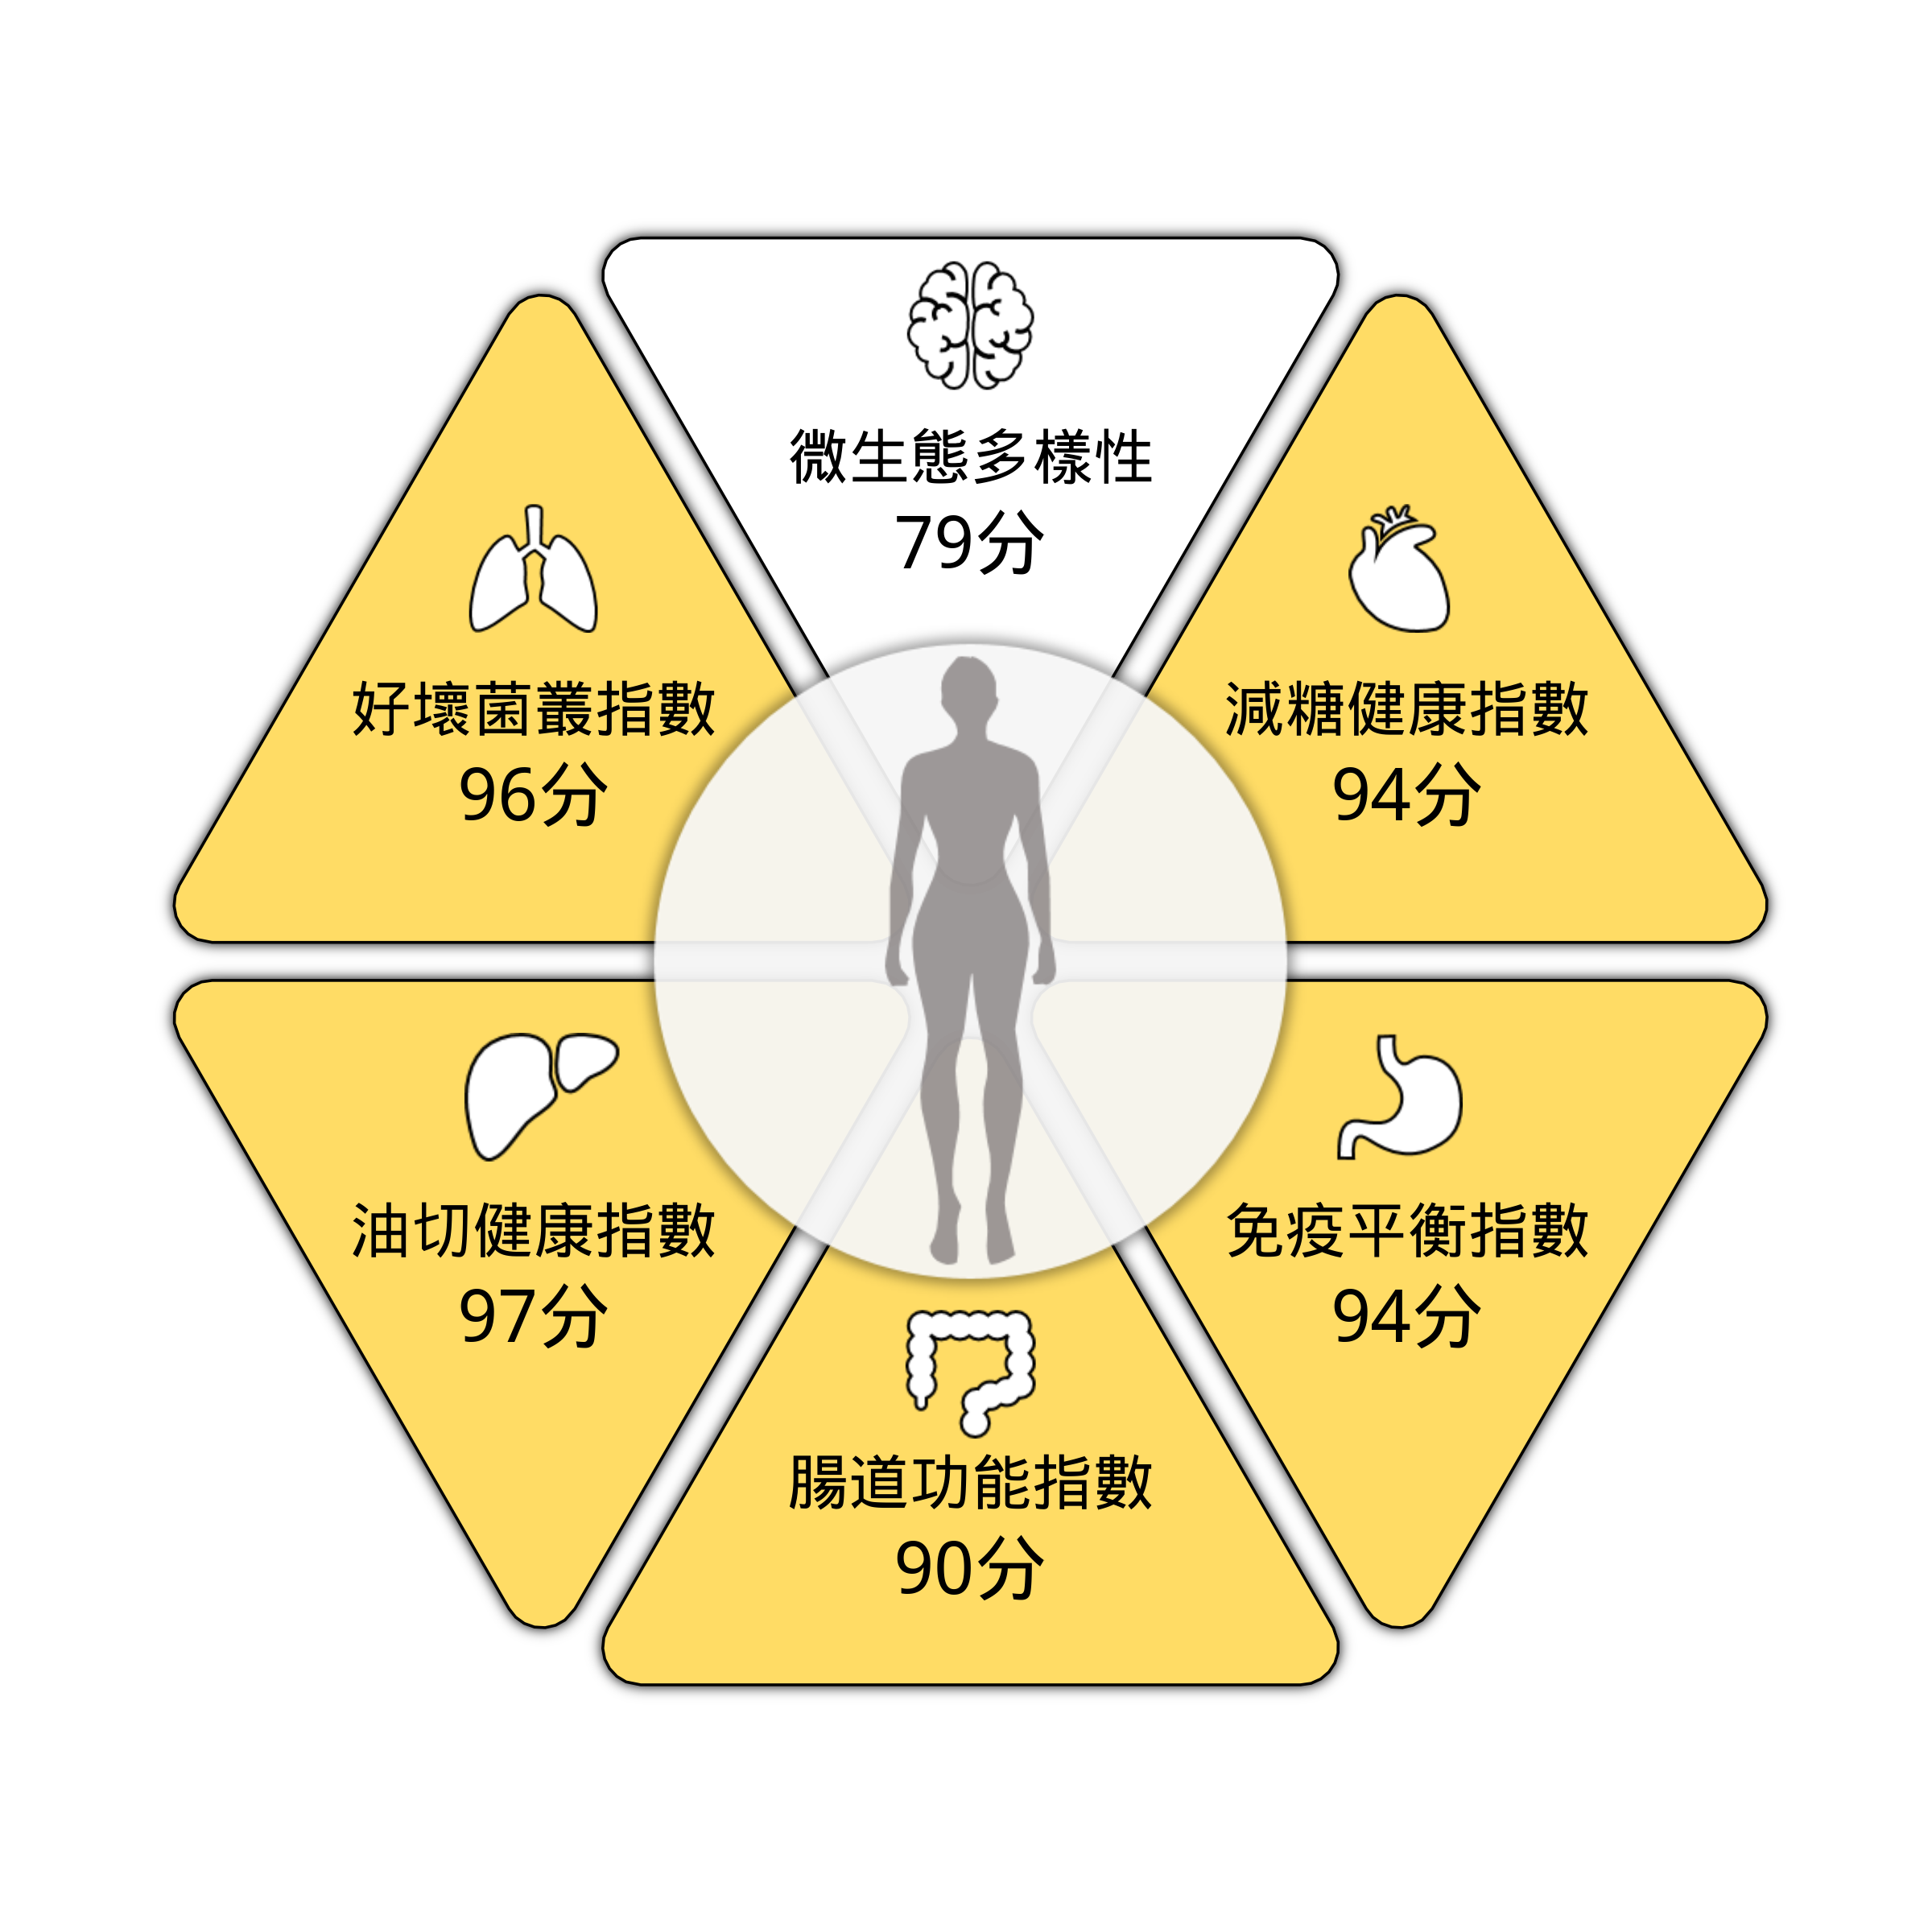 微生態多樣性
79分
好壞菌叢指數
96分
減糖健康指數
94分
油切健康指數
97分
免疫平衡指數
94分
腸道功能指數
90分